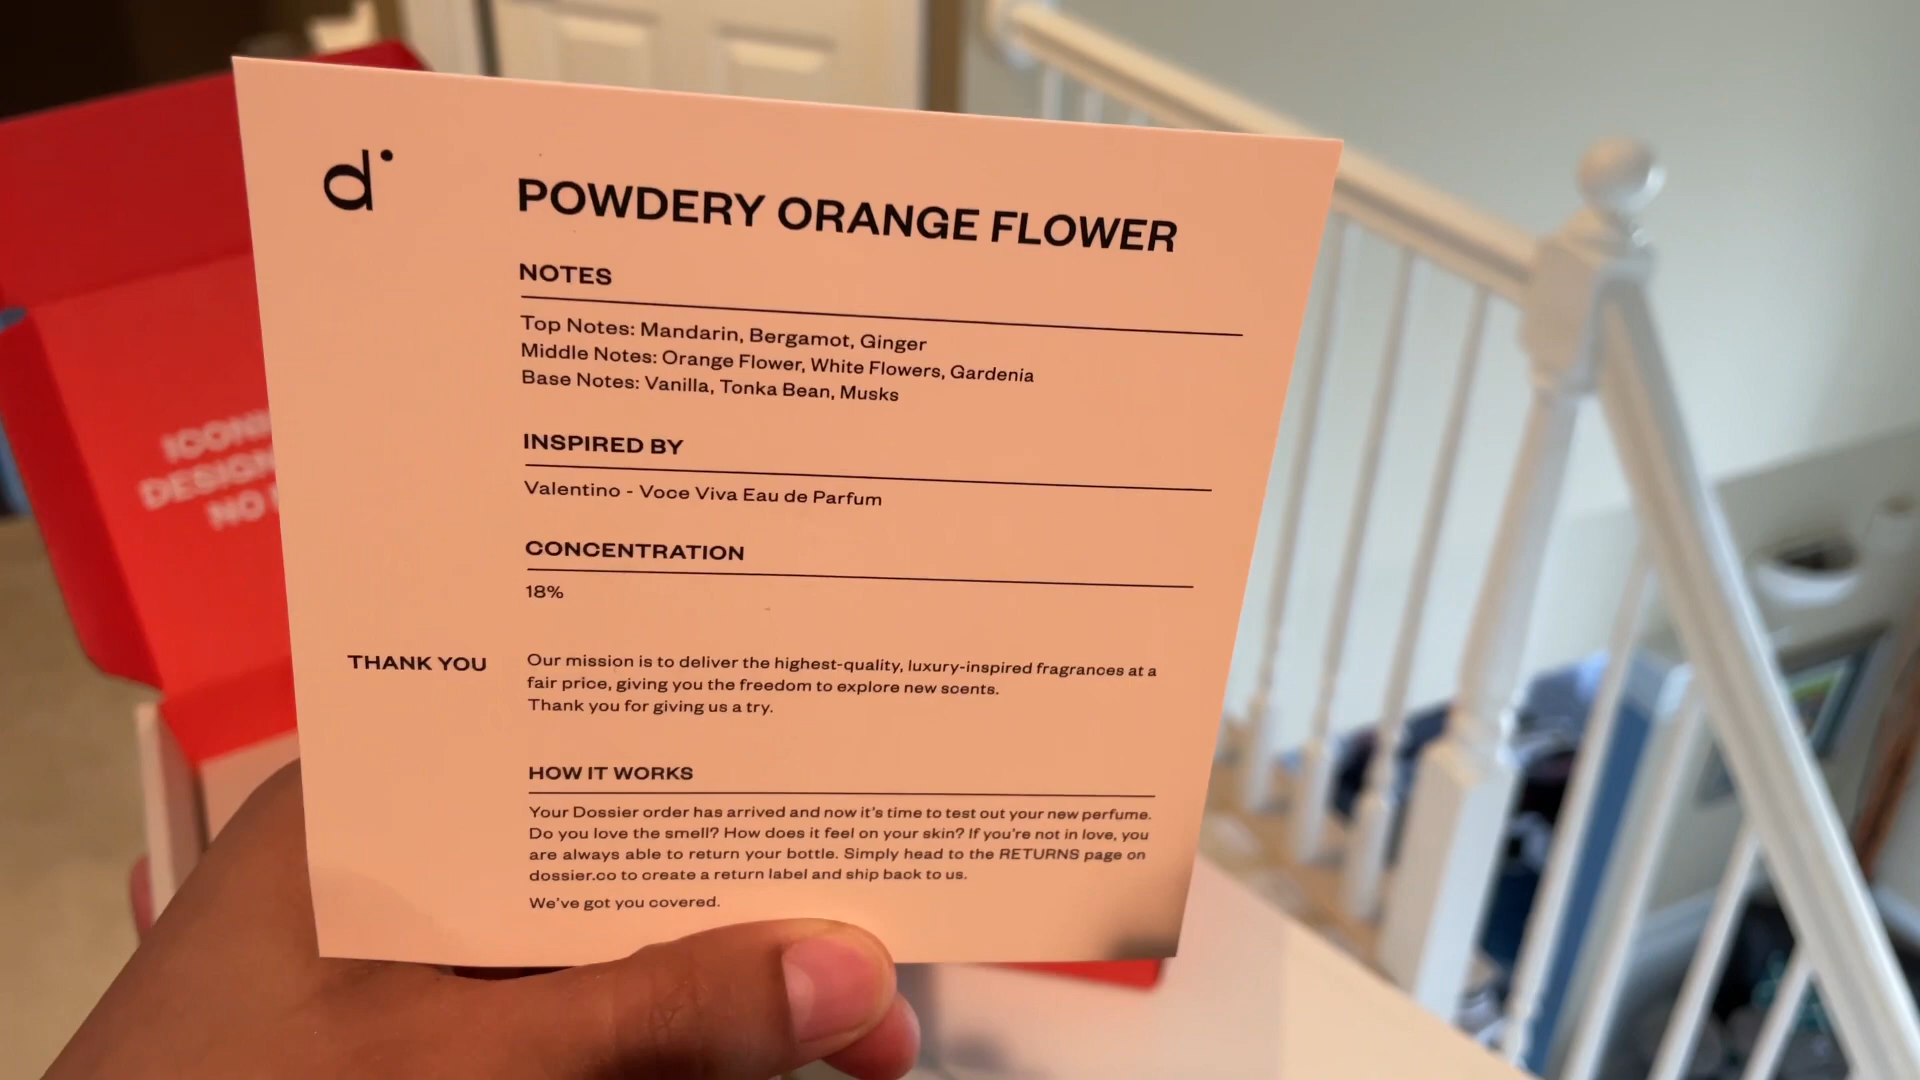 d.
POWDERY ORANGE FLOWER
NOTES
Top Notes: Mandarin, Bergamot, Ginger
Middle Notes: Orange Flower, White Flowers, Gardenia
Base Notes: Vanilla, Tonka Bean, Musks
INSPIRED BY
Valentino - Voce Viva Eau de Parfum
CONCENTRATION
18%
THANK YOU
Our mission is to deliver the highest-quality, luxury-inspired fragrances at a
fair price, giving you the freedom to explore new scents.
Thank you for giving us a try.
HOW IT WORKS
Your Dossier order has arrived and now it's time to test out your new perfume.
Do you love the smell? How does it feel on your skin? If you're not in love, you
are always able to return your bottle. Simply head to the RETURNS page on
dossier.co to create a return label and ship back to us.
We've got you covered.
NO